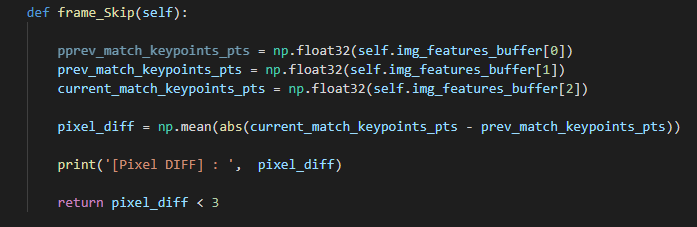 def frame_Skip(self):
pprev_match_keypoints_pts = np.float32(self.img_features_buffer[0])
prev_match_keypoints_pts = np.float32(self.img_features_buffer[1])
current_match_keypoints_pts = np.float32(self.img_features_buffer[2])
pixel_diff = np.mean(abs(current_match_keypoints_pts - prev_match_keypoints_pts))
print('[Pixel DIFF] : ',  pixel_diff)
return pixel_diff < 3